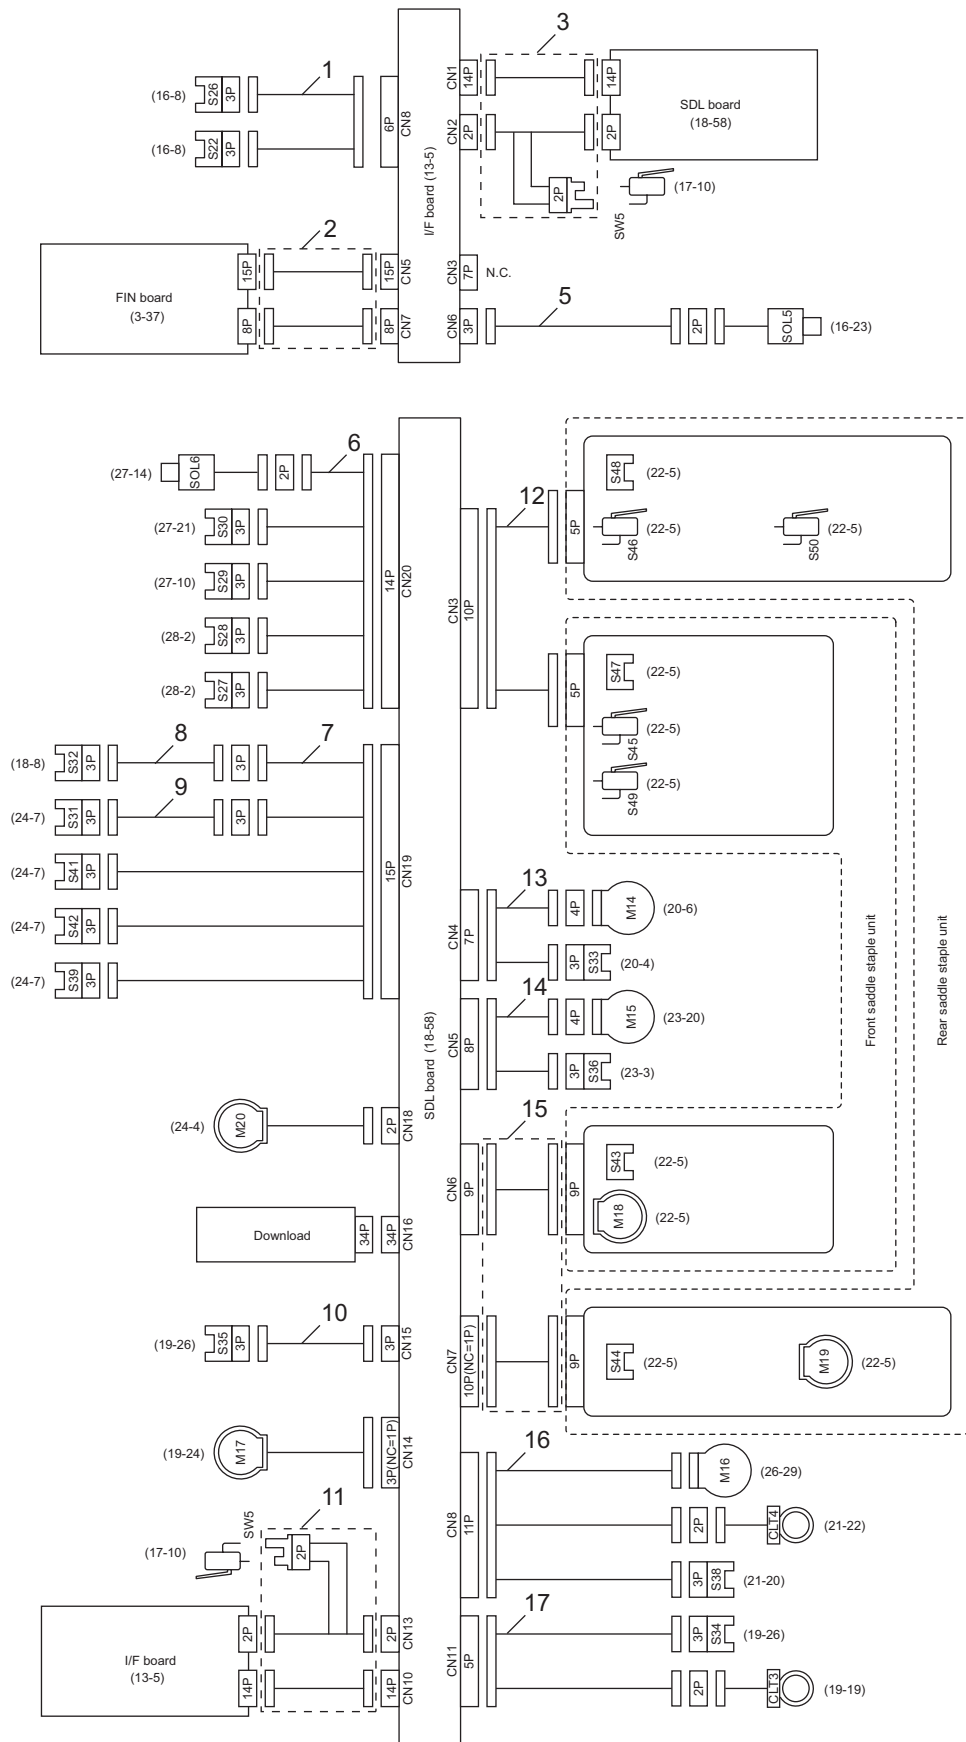 1
(16-8)
S26
3P
(16-8)
S22
3P
6P
CN8
I/F board (13-5)
3
CN1
14P
CN2
2P
14P
2P
SDL board
(18-58)
2P
SW5
(17-10)
2
FIN board
(3-37)
15P
8P
15P
CN5
8P
CN7
CN3
7P
N.C.
CN6
3P
5
2P
SOL5
(16-23)
6
(27-14)
SOL6
2P
(27-21)
S30
3P
(27-10)
S29
3P
(28-2)
S28
3P
(28-2)
S27
3P
14P
CN20
8
7
(18-8)
S32
3P
3P
9
(24-7)
S31
3P
3P
(24-7)
S41
3P
(24-7)
S42
3P
(24-7)
S39
3P
15P
CN19
SDL board (18-58)
(24-4)
M20
2P
CN18
Download
34P
34P
CN16
10
(19-26)
S35
3P
3P
CN15
(19-24)
M17
3P(NC=1P)
CN14
11
(17-10)
SW5
2P
I/F board
(13-5)
2P
14P
2P
CN13
14P
CN10
12
CN3
10P
5P
S48
(22-5)
S46
(22-5)
S50
(22-5)
5P
S47
(22-5)
S45
(22-5)
S49
(22-5)
13
CN4
7P
4P
M14
(20-6)
3P
S33
(20-4)
14
CN5
8P
4P
M15
(23-20)
3P
S36
(23-3)
Front saddle staple unit
Rear saddle staple unit
15
CN6
9P
9P
S43
(22-5)
M18
(22-5)
CN7
10P(NC=1P)
9P
S44
(22-5)
M19
(22-5)
16
CN8
11P
M16
(26-29)
2P
CLT4
(21-22)
3P
S38
(21-20)
17
CN11
5P
3P
S34
(19-26)
2P
CLT3
(19-19)